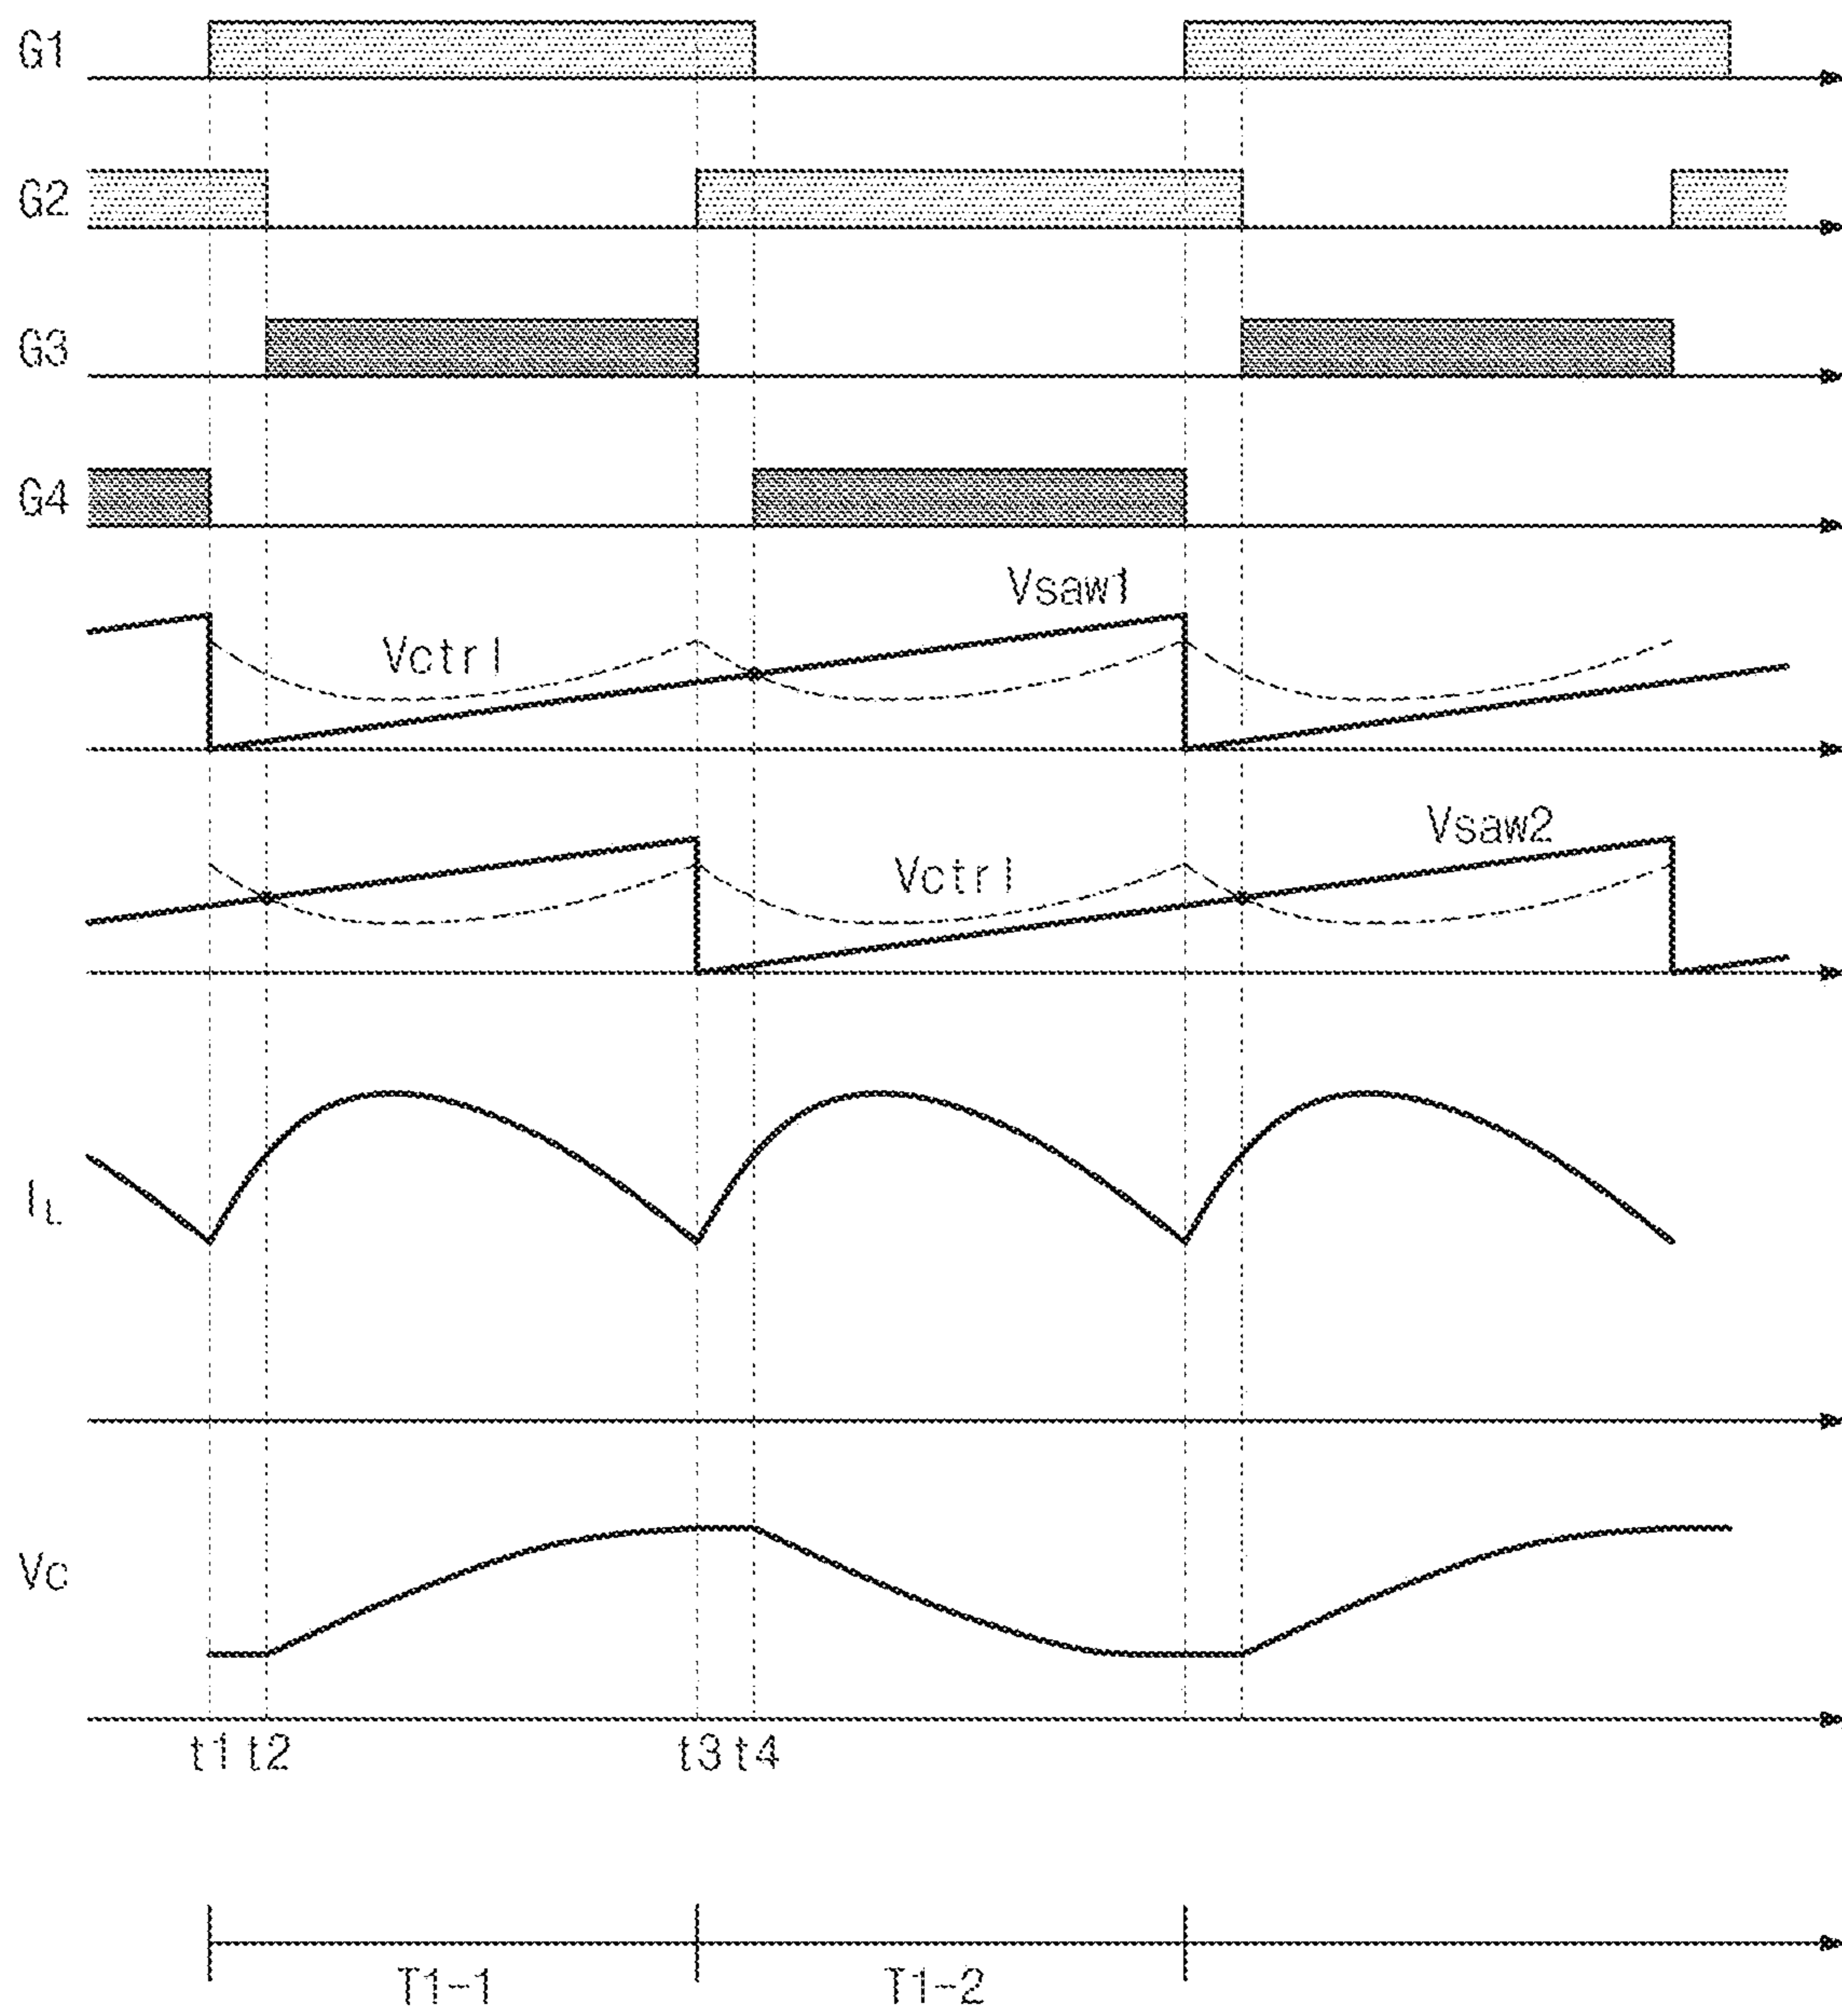 G1
G2
G3
G4
Vsaw1
Vctrl
Vsaw2
Vctrl
IL
Vc
t1 t2 t3 t4
T1-1 T1-2